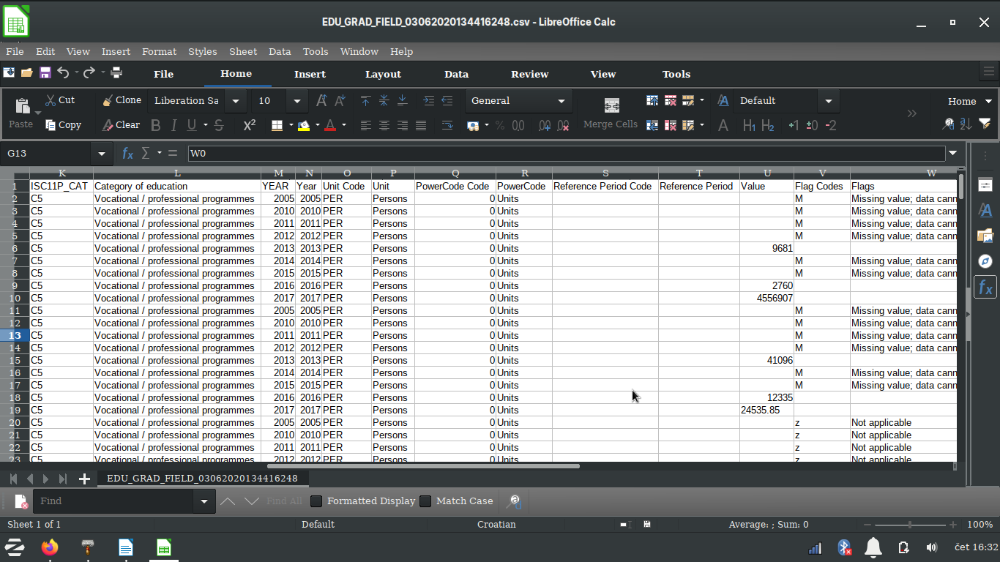 EDU_GRAD_FIELD_03062020134416248.csv - LibreOffice Calc
File Edit View Insert Format Styles Sheet Data Tools Window Help
File Home Insert Layout Data Review View Tools
Cut Clone Liberation Sa 10 General Default Home
Paste Copy Clear Merge Cells
G13 W0
K L M N O P Q R S T U V W
1 ISC11P_CAT Category of education YEAR Year Unit Code Unit PowerCode Code PowerCode Reference Period Code Reference Period Value Flag Codes Flags
2 C5 Vocational / professional programmes 2005 2005 PER Persons 0 Units M Missing value; data cann
3 C5 Vocational / professional programmes 2010 2010 PER Persons 0 Units M Missing value; data cann
4 C5 Vocational / professional programmes 2011 2011 PER Persons 0 Units M Missing value; data cann
5 C5 Vocational / professional programmes 2012 2012 PER Persons 0 Units M Missing value; data cann
6 C5 Vocational / professional programmes 2013 2013 PER Persons 0 Units 9681
7 C5 Vocational / professional programmes 2014 2014 PER Persons 0 Units M Missing value; data cann
8 C5 Vocational / professional programmes 2015 2015 PER Persons 0 Units M Missing value; data cann
9 C5 Vocational / professional programmes 2016 2016 PER Persons 0 Units 2760
10 C5 Vocational / professional programmes 2017 2017 PER Persons 0 Units 4556907
11 C5 Vocational / professional programmes 2005 2005 PER Persons 0 Units M Missing value; data cann
12 C5 Vocational / professional programmes 2010 2010 PER Persons 0 Units M Missing value; data cann
13 C5 Vocational / professional programmes 2011 2011 PER Persons 0 Units M Missing value; data cann
14 C5 Vocational / professional programmes 2012 2012 PER Persons 0 Units M Missing value; data cann
15 C5 Vocational / professional programmes 2013 2013 PER Persons 0 Units 41096
16 C5 Vocational / professional programmes 2014 2014 PER Persons 0 Units M Missing value; data cann
17 C5 Vocational / professional programmes 2015 2015 PER Persons 0 Units M Missing value; data cann
18 C5 Vocational / professional programmes 2016 2016 PER Persons 0 Units 12335
19 C5 Vocational / professional programmes 2017 2017 PER Persons 0 Units 24535.85
20 C5 Vocational / professional programmes 2005 2005 PER Persons 0 Units z Not applicable
21 C5 Vocational / professional programmes 2010 2010 PER Persons 0 Units z Not applicable
22 C5 Vocational / professional programmes 2011 2011 PER Persons 0 Units z Not applicable
23 C5 Vocational / professional programmes 2012 2012 PER Persons 0 Units z Not applicable
EDU_GRAD_FIELD_03062020134416248
Find Find All Formatted Display Match Case
Sheet 1 of 1 Default Croatian Average: ; Sum: 0 100%
čet 16:32